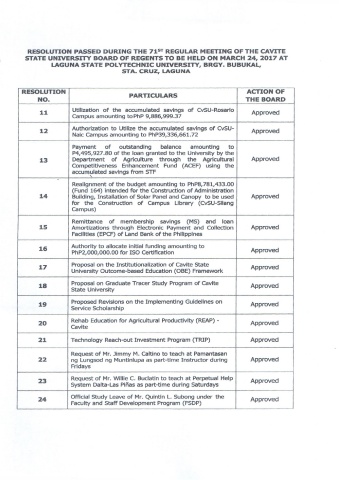 RESOLUTION PASSED DURING THE 71ST REGULAR MEETING OF THE CAVITE
STATE UNIVERSITY BOARD OF REGENTS TO BE HELD ON MARCH 24, 2017 AT
LAGUNA STATE POLYTECHNIC UNIVERSITY, BRGY. BUBUKAL,
STA. CRUZ, LAGUNA
RESOLUTION NO. PARTICULARS ACTION OF THE BOARD
11 Utilization of the accumulated savings of CvSU-Rosario
Campus amounting toPhP 9,886,999.37 Approved
12 Authorization to Utilize the accumulated savings of CvSU-
Naic Campus amounting to PhP39,336,661.72 Approved
13 Payment of outstanding balance amounting to
P4,495,927.80 of the loan granted to the University by the
Department of Agriculture through the Agricultural
Competitiveness Enhancement Fund (ACEF) using the
accumulated savings from STF Approved
14 Realignment of the budget amounting to PhP8,781,433.00
(Fund 164) intended for the Construction of Administration
Building, Installation of Solar Panel and Canopy to be used
for the Construction of Campus Library (CvSU-Silang
Campus) Approved
15 Remittance of membership savings (MS) and loan
Amortizations through Electronic Payment and Collection
Facilities (EPCF) of Land Bank of the Philippines Approved
16 Authority to allocate initial funding amounting to
PhP2,000,000.00 for ISO Certification Approved
17 Proposal on the Institutionalization of Cavite State
University Outcome-based Education (OBE) Framework Approved
18 Proposal on Graduate Tracer Study Program of Cavite
State University Approved
19 Proposed Revisions on the Implementing Guidelines on
Service Scholarship Approved
20 Rehab Education for Agricultural Productivity (REAP) -
Cavite Approved
21 Technology Reach-out Investment Program (TRIP) Approved
22 Request of Mr. Jimmy M. Caltino to teach at Pamantasan
ng Lungsod ng Muntinlupa as part-time Instructor during
Fridays Approved
23 Request of Mr. Willie C. Buclatin to teach at Perpetual Help
System Dalta-Las Piñas as part-time during Saturdays Approved
24 Official Study Leave of Mr. Quintin L. Subong under the
Faculty and Staff Development Program (FSDP) Approved